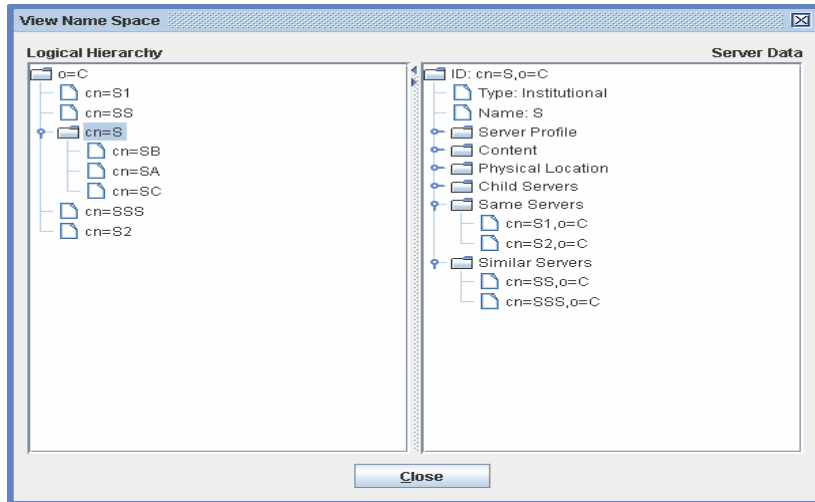 View Name Space
Logical Hierarchy
o=C
cn=S1
cn=SS
cn=S
cn=SB
cn=SA
cn=SC
cn=SSS
cn=S2
Server Data
ID: cn=S,o=C
Type: Institutional
Name: S
Server Profile
Content
Physical Location
Child Servers
Same Servers
cn=S1,o=C
cn=S2,o=C
Similar Servers
cn=SS,o=C
cn=SSS,o=C
Close